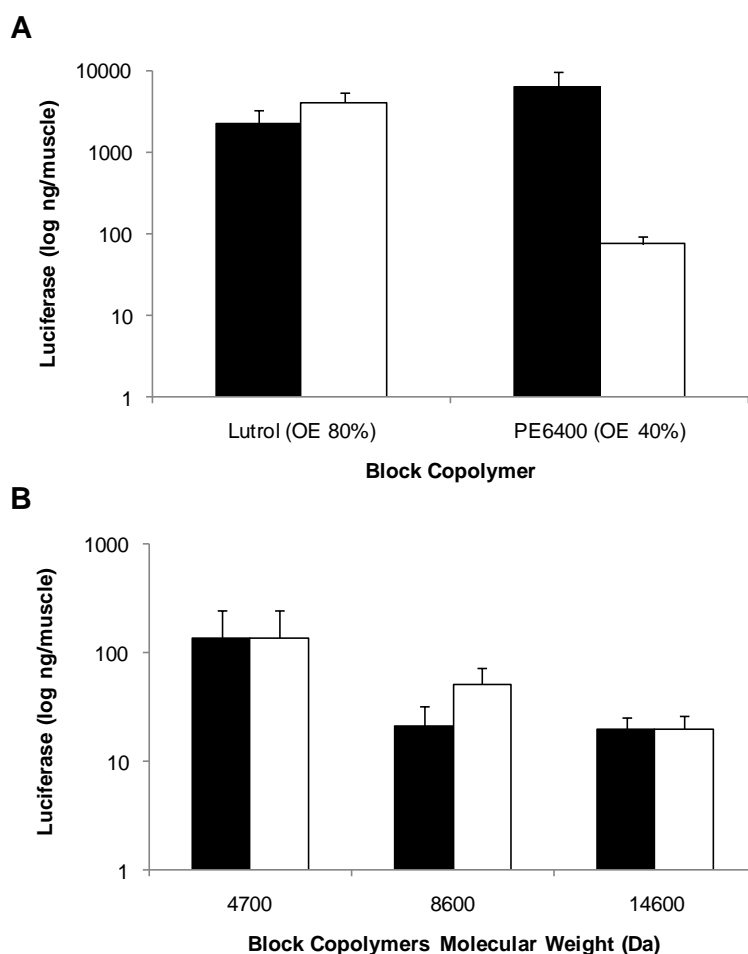 A
Luciferase (log ng/muscle)
10000
1000
100
10
1
Lutrol (OE 80%)
PE6400 (OE 40%)
Block Copolymer
B
Luciferase (log ng/muscle)
1000
100
10
1
4700
8600
14600
Block Copolymers Molecular Weight (Da)